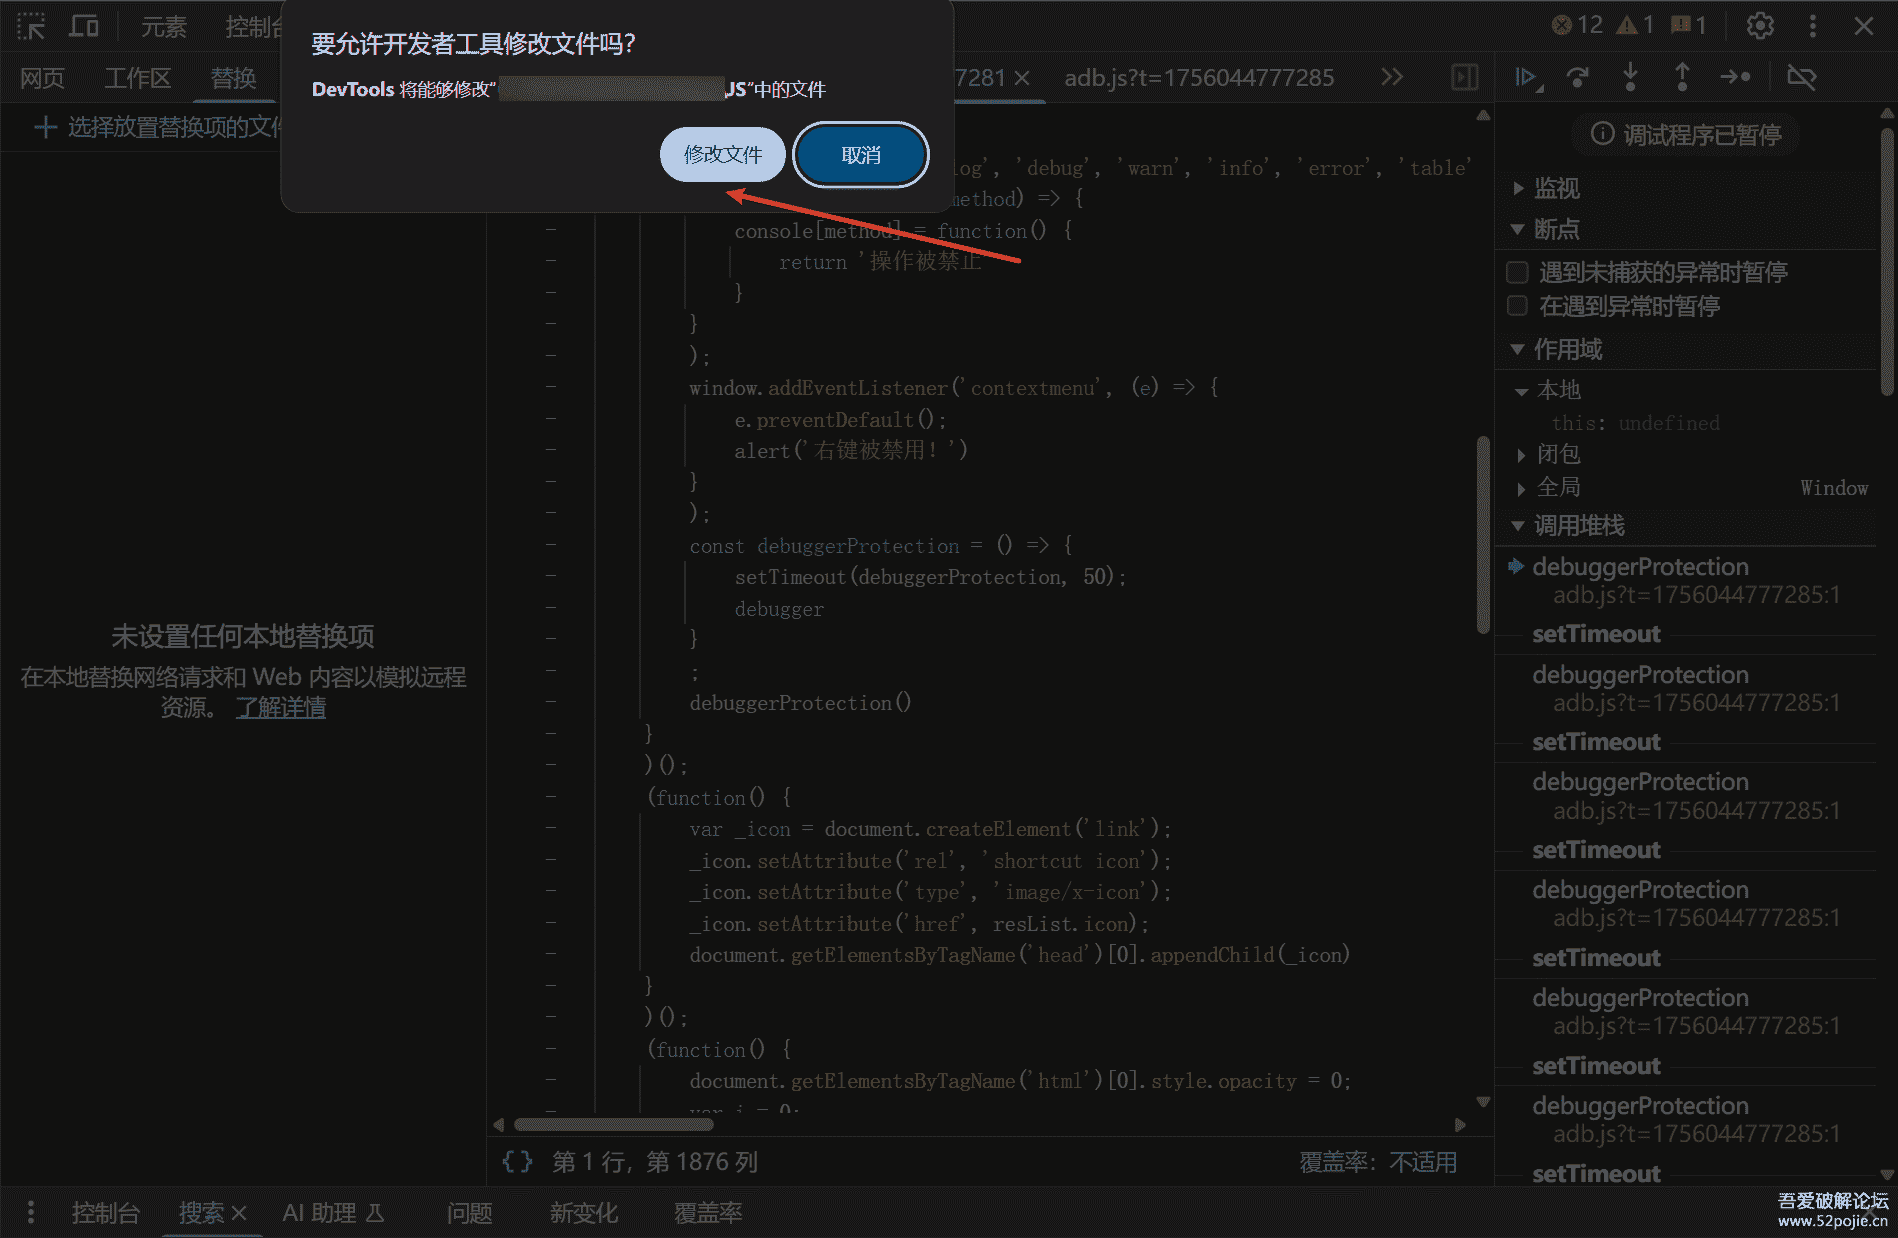 元素
控制台
要允许开发者工具修改文件吗?
DevTools 将能够修改"
JS"中的文件
修改文件
取消
12
1
1
网页
工作区
替换
7281
adb.js?t=1756044777285
选择放置替换项的文件
log', 'debug', 'warn', 'info', 'error', 'table'
method) => {
console[method] = function() {
return '操作被禁止
}
}
);
window.addEventListener('contextmenu', (e) => {
e.preventDefault();
alert('右键被禁用!')
}
);
const debuggerProtection = () => {
setTimeout(debuggerProtection, 50);
debugger
}
;
debuggerProtection()
}
)();
(function() {
var _icon = document.createElement('link');
_icon.setAttribute('rel', 'shortcut icon');
_icon.setAttribute('type', 'image/x-icon');
_icon.setAttribute('href', resList.icon);
document.getElementsByTagName('head')[0].appendChild(_icon)
}
)();
(function() {
document.getElementsByTagName('html')[0].style.opacity = 0;
var i = 0;
未设置任何本地替换项
在本地替换网络请求和 Web 内容以模拟远程
资源。 了解详情
{} 第 1 行，第 1876 列
覆盖率：不适用
调试程序已暂停
监视
断点
遇到未捕获的异常时暂停
在遇到异常时暂停
作用域
本地
this: undefined
闭包
全局 Window
调用堆栈
debuggerProtection
adb.js?t=1756044777285:1
setTimeout
debuggerProtection
adb.js?t=1756044777285:1
setTimeout
debuggerProtection
adb.js?t=1756044777285:1
setTimeout
debuggerProtection
adb.js?t=1756044777285:1
setTimeout
debuggerProtection
adb.js?t=1756044777285:1
setTimeout
debuggerProtection
adb.js?t=1756044777285:1
setTimeout
控制台
搜索
AI 助理
问题
新变化
覆盖率
吾爱破解论坛
www.52pojie.cn